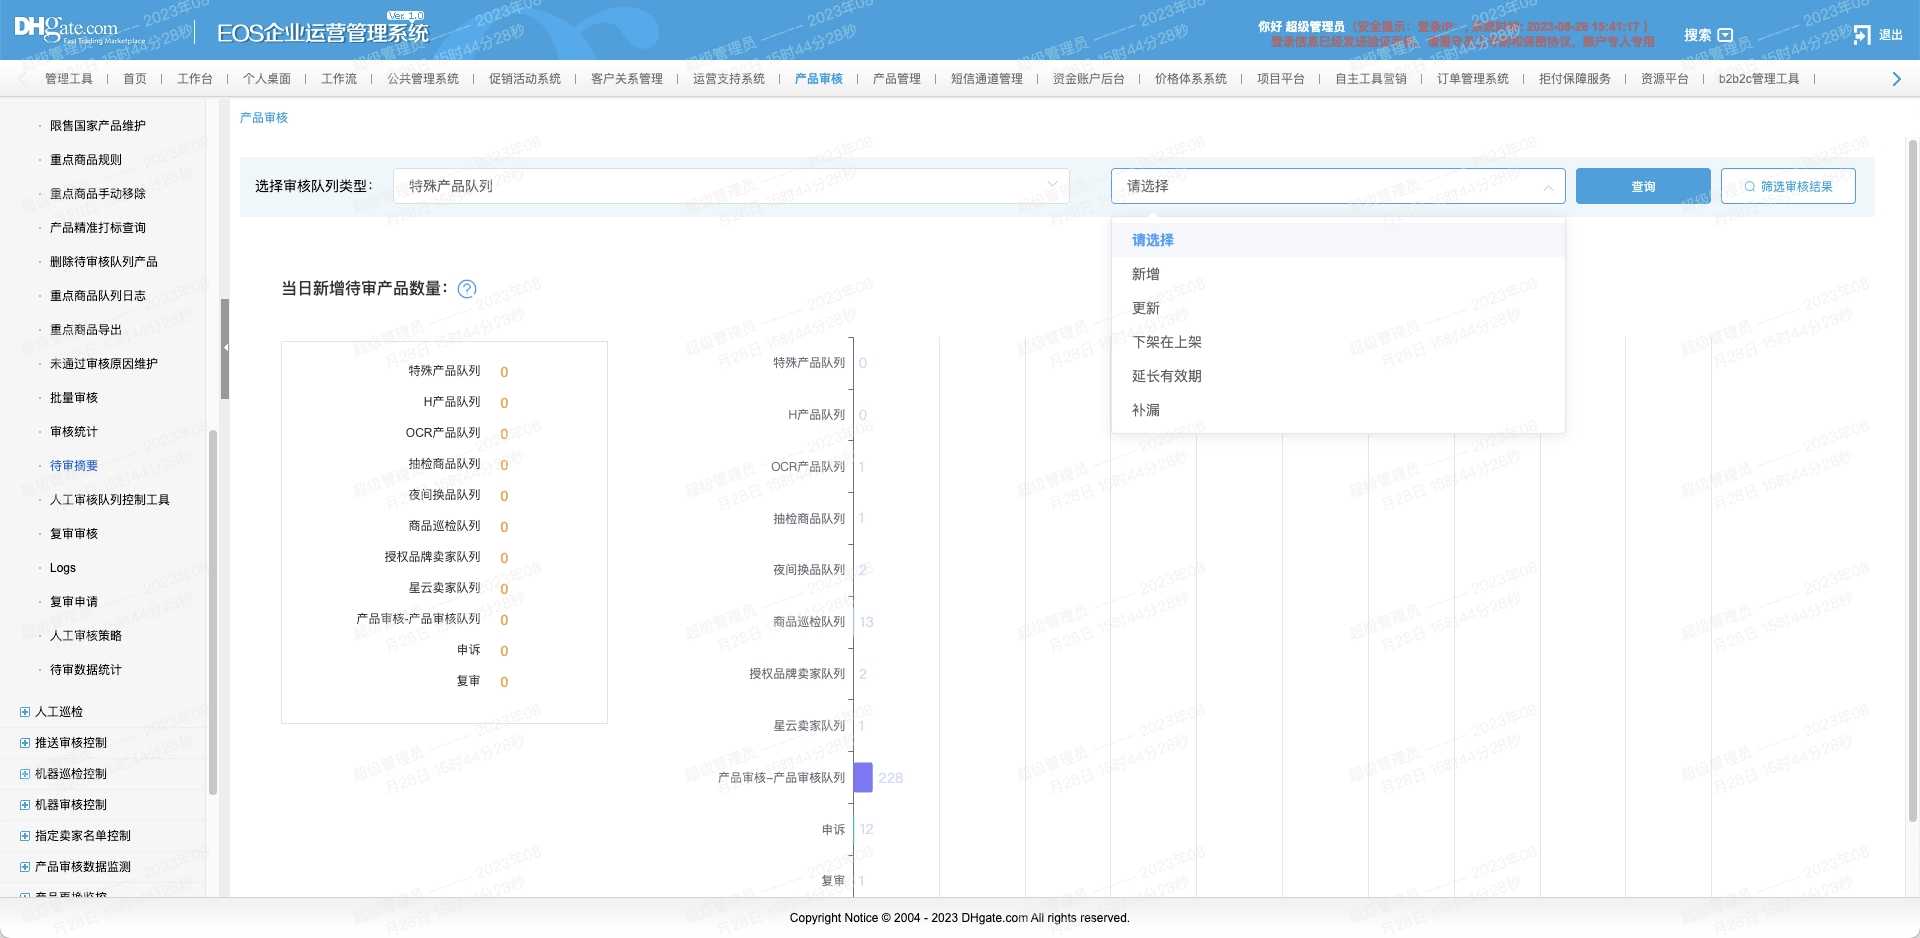 DHgate.com
Fast Trading Marketplace
EOS企业运营管理系统
Ver 1.0
你好 超级管理员
搜索
退出
管理工具 | 首页 | 工作台 | 个人桌面 | 工作流 | 公共管理系统 | 促销活动系统 | 客户关系管理 | 运营支持系统 | 产品审核 | 产品管理 | 短信通道管理 | 资金账户后台 | 价格体系系统 | 项目平台 | 自主工具营销 | 订单管理系统 | 拒付保障服务 | 资源平台 | b2b2c管理工具 |
限售国家产品维护
重点商品规则
重点商品手动移除
产品精准打标查询
删除待审核队列产品
重点商品队列日志
重点商品导出
未通过审核原因维护
批量审核
审核统计
待审摘要
人工审核队列控制工具
复审审核
Logs
复审申请
人工审核策略
待审数据统计
人工巡检
推送审核控制
机器巡检控制
机器审核控制
指定卖家名单控制
产品审核数据监测
产品审核
选择审核队列类型：
特殊产品队列
请选择
查询
筛选审核结果
请选择
新增
更新
下架在上架
延长有效期
补漏
当日新增待审产品数量：
特殊产品队列 0
H产品队列 0
OCR产品队列 0
抽检商品队列 0
夜间换品队列 0
商品巡检队列 0
授权品牌卖家队列 0
星云卖家队列 0
产品审核-产品审核队列 0
申诉 0
复审 0
特殊产品队列 0
H产品队列 0
OCR产品队列 1
抽检商品队列 1
夜间换品队列 2
商品巡检队列 13
授权品牌卖家队列 2
星云卖家队列 1
产品审核-产品审核队列 228
申诉 12
复审 1
Copyright Notice © 2004 - 2023 DHgate.com All rights reserved.
超级管理员 —— 2023年08月28日 15时44分28秒